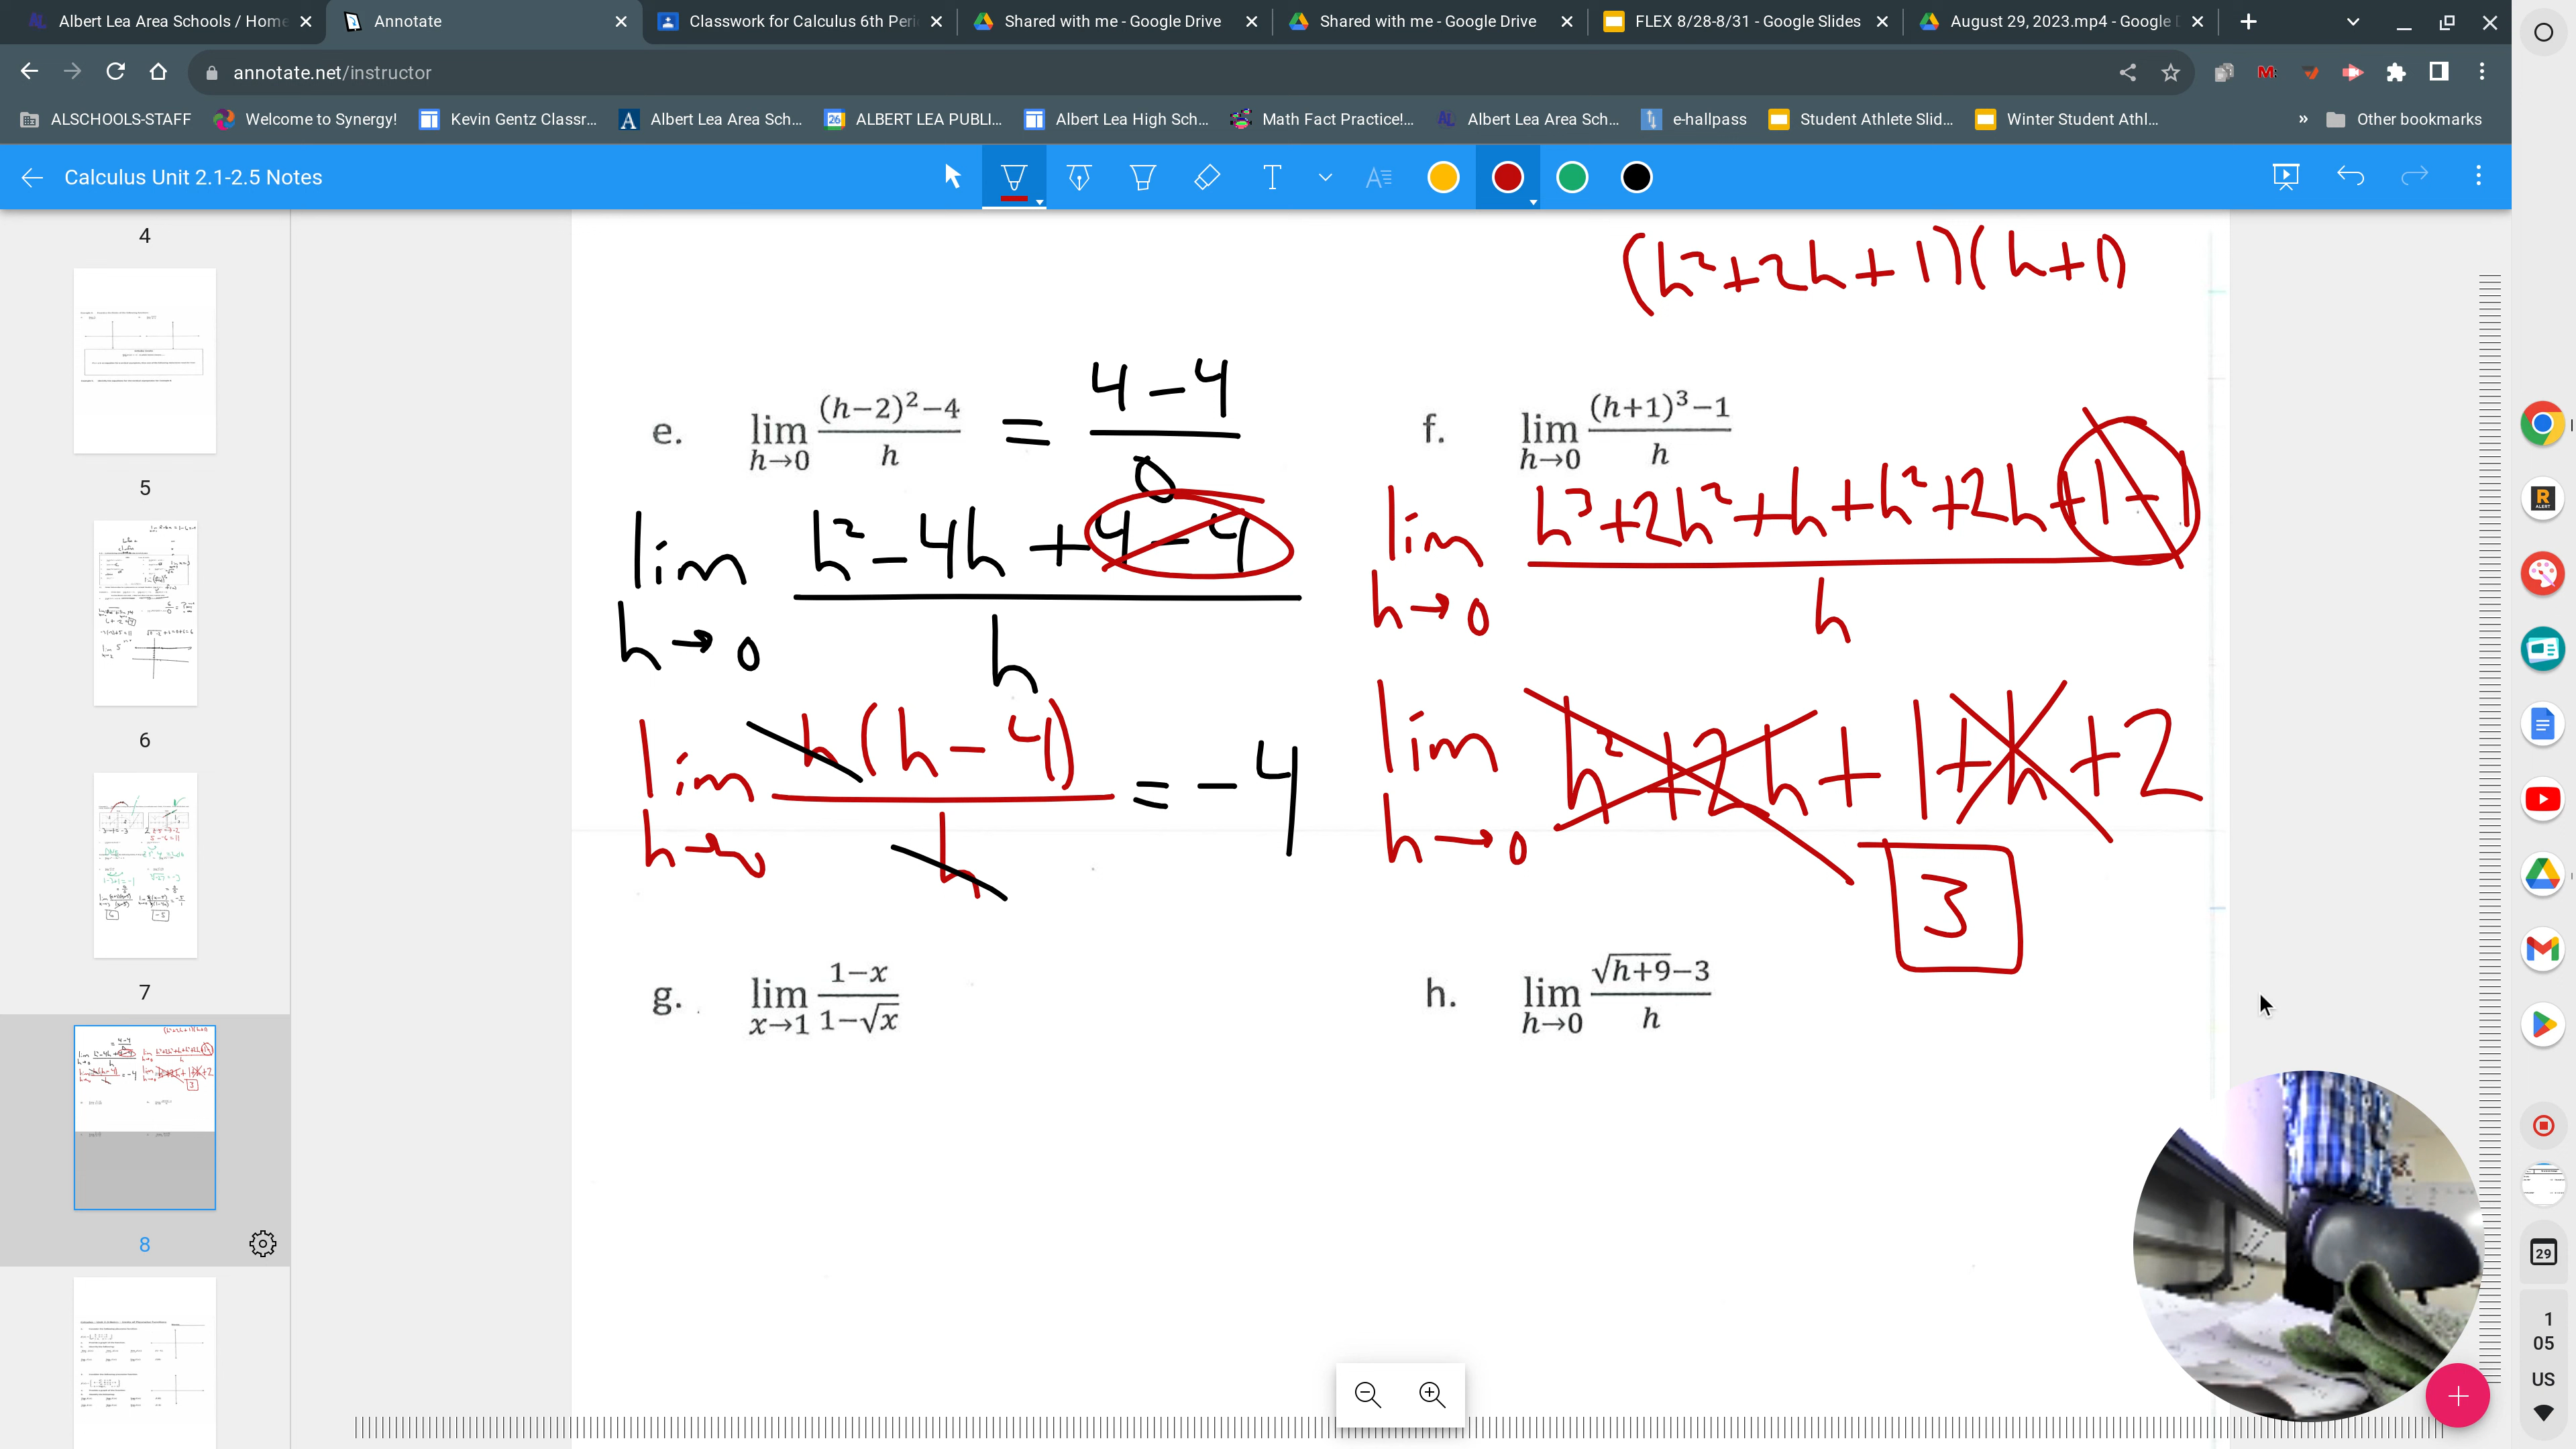 Albert Lea Area Schools / Home
Annotate
Classwork for Calculus 6th Peri
Shared with me - Google Drive
Shared with me - Google Drive
FLEX 8/28-8/31 - Google Slides
August 29, 2023.mp4 - Google D
annotate.net/instructor
ALSCHOOLS-STAFF
Welcome to Synergy!
Kevin Gentz Classr...
Albert Lea Area Sch...
ALBERT LEA PUBLI...
Albert Lea High Sch...
Math Fact Practice!...
Albert Lea Area Sch...
e-hallpass
Student Athlete Slid...
Winter Student Athl...
» Other bookmarks
Calculus Unit 2.1-2.5 Notes
4
5
6
7
8
(h²+2h+1)(h+1)
e. lim h→0 (h−2)²−4 / h = 4−4 / 0
lim h→0 h²−4h+4−4 / h
lim h→0 h(h−4) / h = −4
f. lim h→0 (h+1)³−1 / h
lim h→0 h³+2h²+h+h²+2h+1−1 / h
lim h→0 h²+2h+1+h+2
3
g. lim x→1 1−x / 1−√x
h. lim h→0 √h+9−3 / h
29
1
05
US